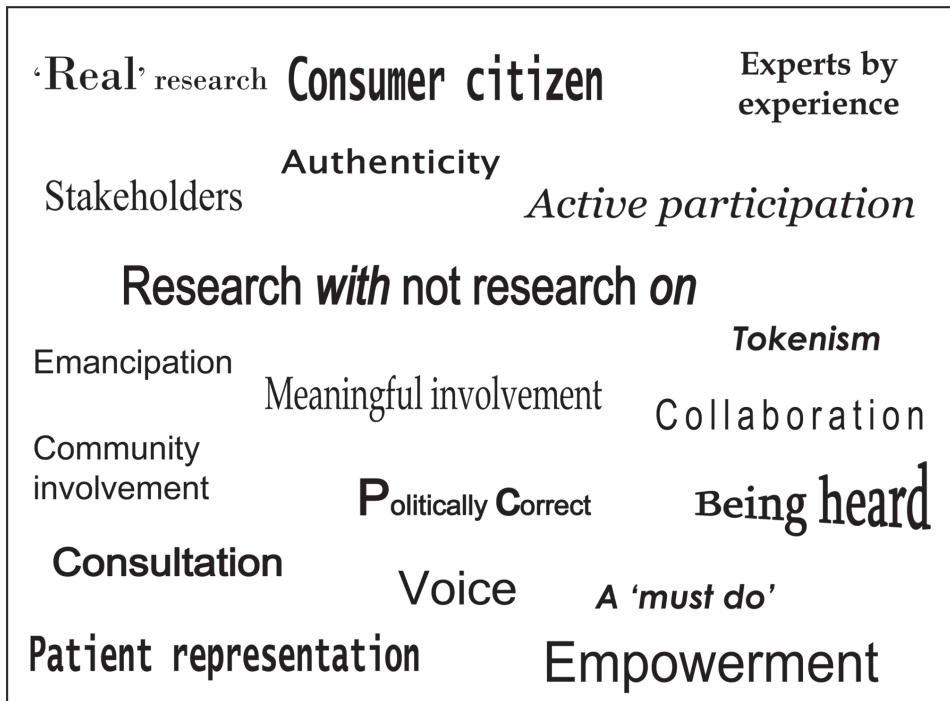 ‘Real’ research
Consumer citizen
Experts by
experience
Authenticity
Stakeholders
Active participation
Research with not research on
Tokenism
Emancipation
Meaningful involvement
Collaboration
Community
involvement
Politically Correct
Being heard
Consultation
Voice
A ‘must do’
Patient representation
Empowerment